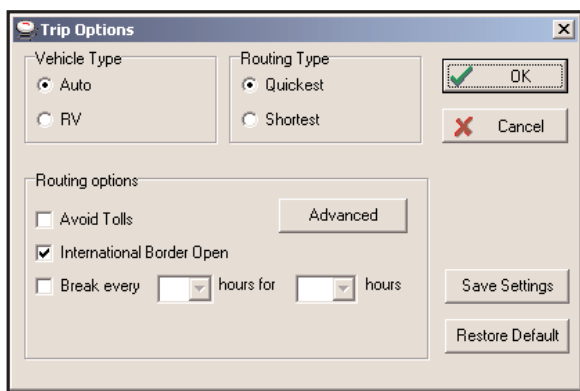 Trip Options
Vehicle Type
Auto
RV
Routing Type
Quickest
Shortest
OK
Cancel
Routing options
Avoid Tolls
Advanced
International Border Open
Break every hours for hours
Save Settings
Restore Default